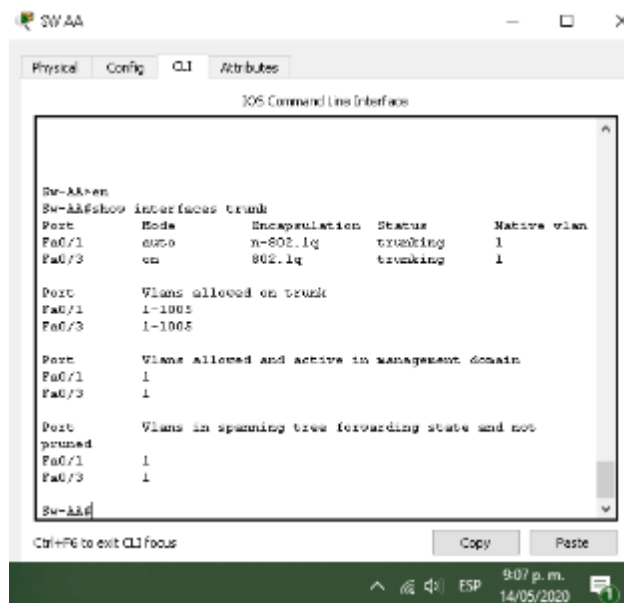 SW AA
Physical Config CLI Attributes
IOS Command Line Interface
Sw-AA>en
Sw-AA#show interfaces trunk
Port Mode Encapsulation Status Native vlan
Fa0/1 auto n-802.1q trunking 1
Fa0/3 on 802.1q trunking 1
Port Vlans allowed on trunk
Fa0/1 1-1005
Fa0/3 1-1005
Port Vlans allowed and active in management domain
Fa0/1 1
Fa0/3 1
Port Vlans in spanning tree forwarding state and not
pruned
Fa0/1 1
Fa0/3 1
Sw-AA#
Ctrl+F6 to exit CLI focus Copy Paste
ESP 9:07 p. m.
14/05/2020 1